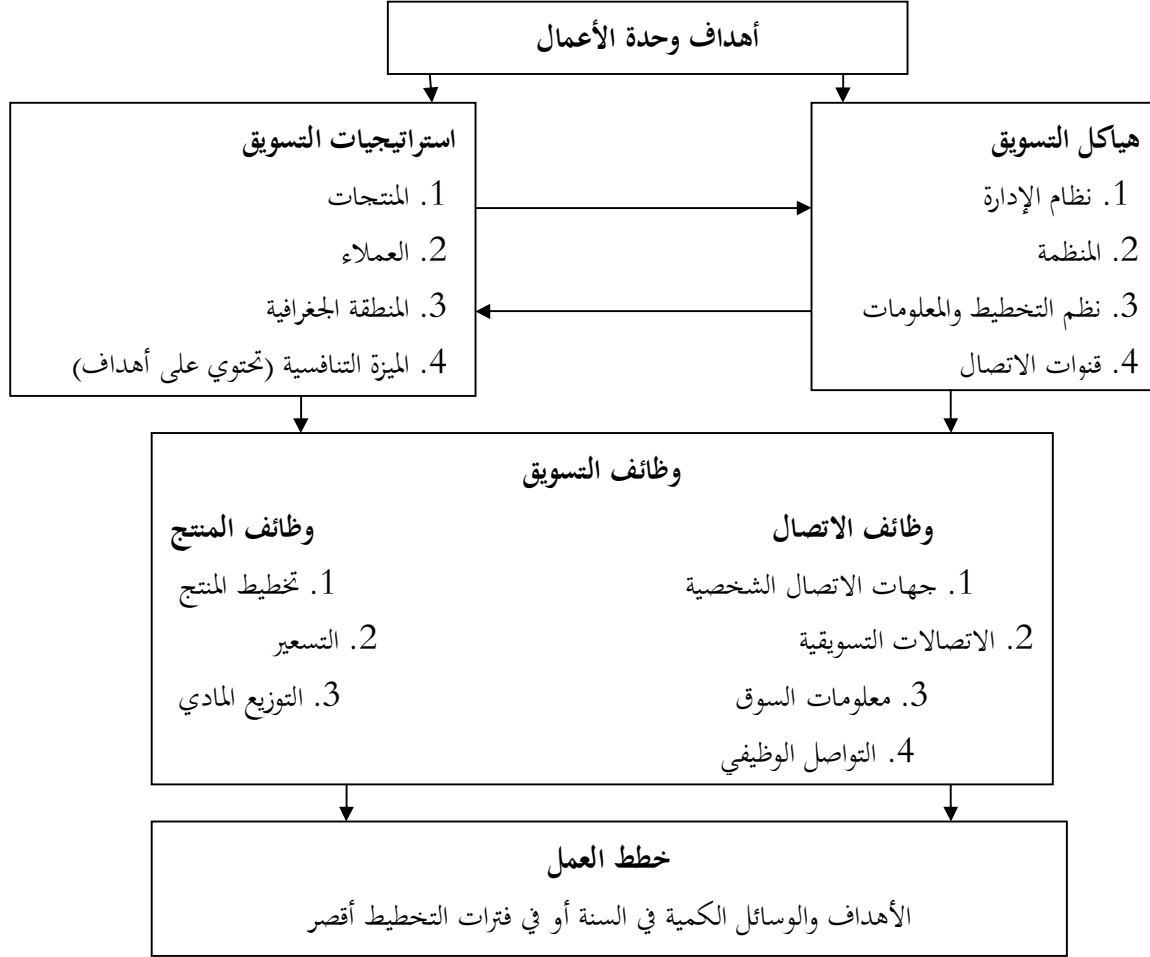 أهداف وحدة الأعمال
هياكل التسويق
1. نظام الإدارة
2. المنظمة
3. نظم التخطيط والمعلومات
4. قنوات الاتصال
استراتيجيات التسويق
1. المنتجات
2. العملاء
3. المنطقة الجغرافية
4. الميزة التنافسية (تحتوي على أهداف)
وظائف التسويق
وظائف الاتصال
1. جهات الاتصال الشخصية
2. الاتصالات التسويقية
3. معلومات السوق
4. التواصل الوظيفي
وظائف المنتج
1. تخطيط المنتج
2. التسعير
3. التوزيع المادي
خطط العمل
الأهداف والوسائل الكمية في السنة أو في فترات التخطيط أقصر